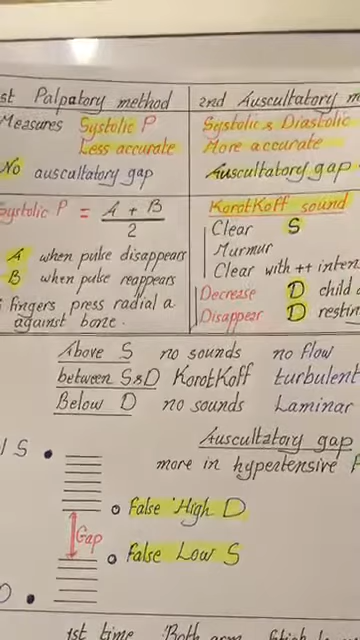 st Palpatory method
2nd Auscultatory m
Measures Systolic P
Less accurate
No auscultatory gap
Systolic & Diastolic
More accurate
Auscultatory gap
Systolic P = A + B
2
A when pulse disappears
B when pulse reappears
fingers press radial a
against bone.
Korotkoff sound
Clear S
Murmur
Clear with ++ inten
Decrease D child
Disappear D restin
Above S no sounds no flow
between S&D Korotkoff turbulent
Below D no sounds Laminar
Auscultatory gap
more in hypertensive P
S
False High D
Gap
False Low S
1st time Both arm